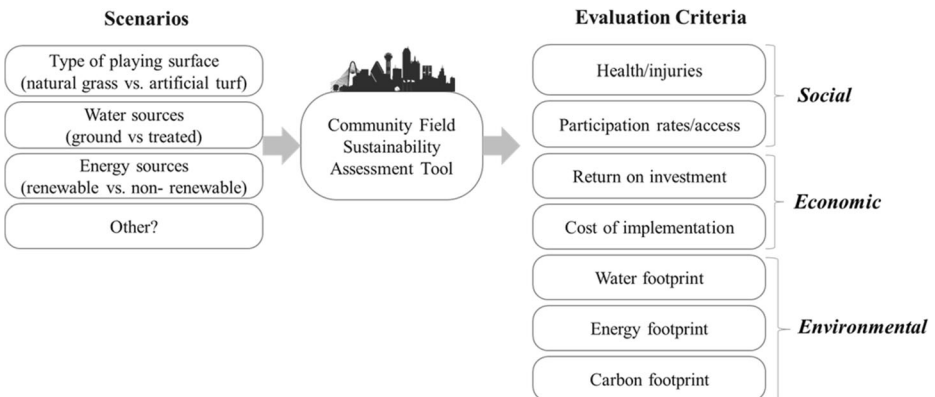 Scenarios
Type of playing surface
(natural grass vs. artificial turf)
Water sources
(ground vs treated)
Energy sources
(renewable vs. non- renewable)
Other?
Community Field
Sustainability
Assessment Tool
Evaluation Criteria
Health/injuries
Participation rates/access
Social
Return on investment
Cost of implementation
Economic
Water footprint
Energy footprint
Carbon footprint
Environmental